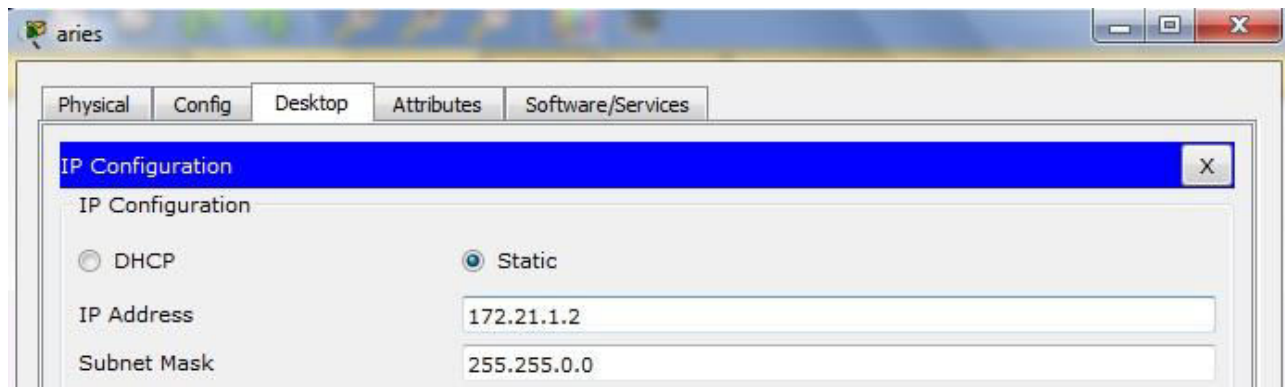 aries
X
Physical Config Desktop Attributes Software/Services
IP Configuration X
IP Configuration
DHCP Static
IP Address 172.21.1.2
Subnet Mask 255.255.0.0